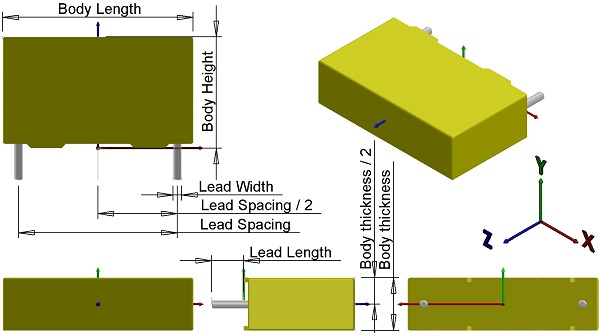 Body Length
Body Height
Lead Width
Lead Spacing / 2
Lead Spacing
Lead Length
Body thickness / 2
Body thickness
Y
Z
X